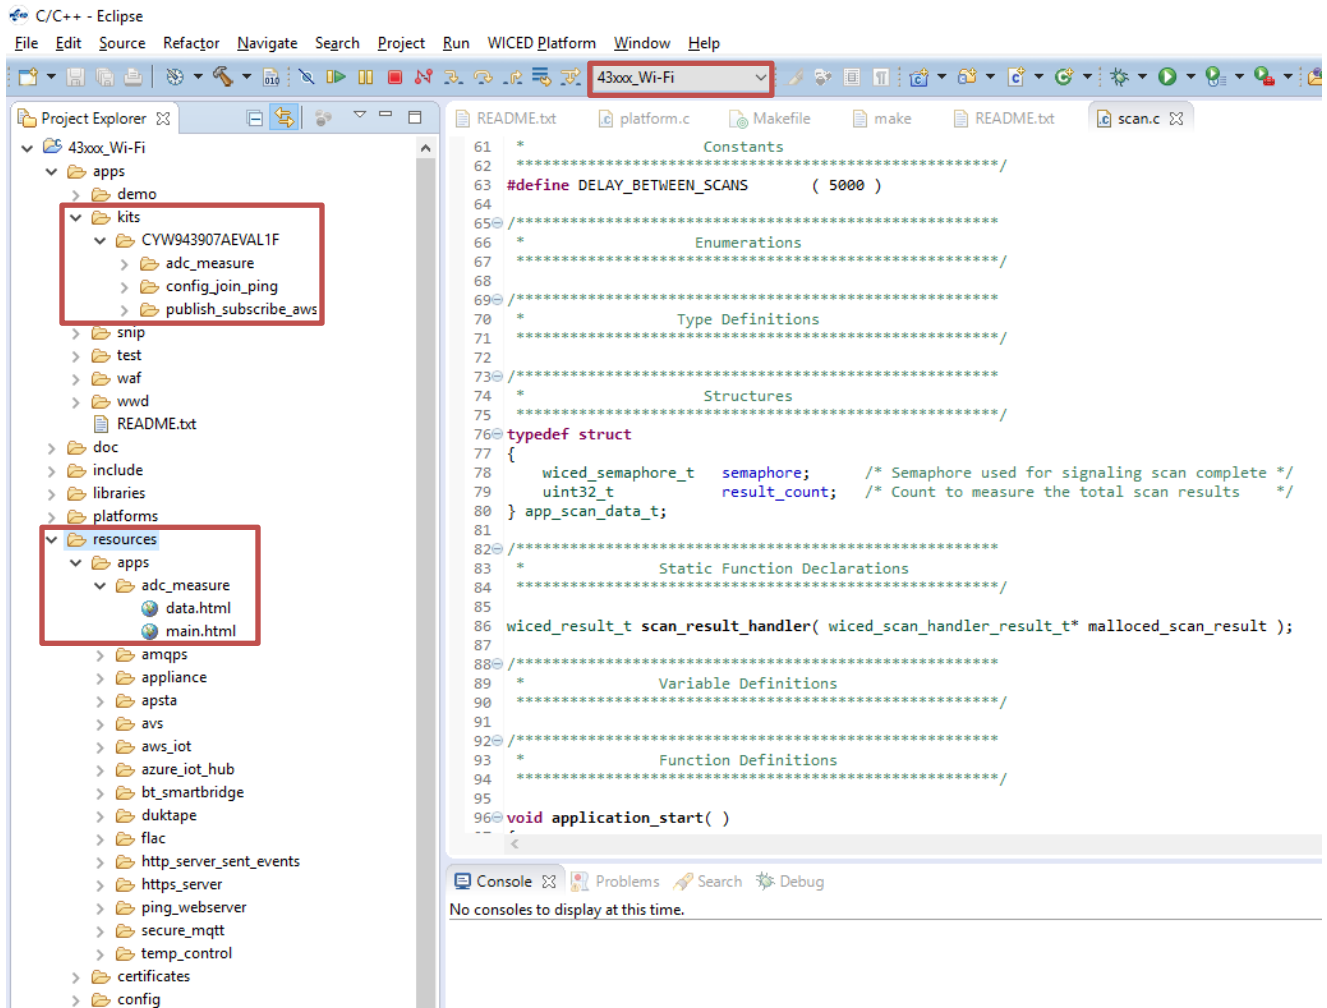 C/C++ - Eclipse
File Edit Source Refactor Navigate Search Project Run WICED Platform Window Help
010 43xxx_Wi-Fi
Project Explorer
43xxx_Wi-Fi
apps
demo
kits
CYW943907AEVAL1F
adc_measure
config_join_ping
publish_subscribe_aws
snip
test
waf
wwd
README.txt
doc
include
libraries
platforms
resources
apps
adc_measure
data.html
main.html
amqps
appliance
apsta
avs
aws_iot
azure_iot_hub
bt_smartbridge
duktape
flac
http_server_sent_events
https_server
ping_webserver
secure_mqtt
temp_control
certificates
config
README.txt platform.c Makefile make README.txt scan.c
61 * Constants
62 ******************************************************/
63 #define DELAY_BETWEEN_SCANS ( 5000 )
64
65 /******************************************************
66 * Enumerations
67 ******************************************************/
68
69 /******************************************************
70 * Type Definitions
71 ******************************************************/
72
73 /******************************************************
74 * Structures
75 ******************************************************/
76 typedef struct
77 {
78 wiced_semaphore_t semaphore; /* Semaphore used for signaling scan complete */
79 uint32_t result_count; /* Count to measure the total scan results */
80 } app_scan_data_t;
81
82 /******************************************************
83 * Static Function Declarations
84 ******************************************************/
85
86 wiced_result_t scan_result_handler( wiced_scan_handler_result_t* malloced_scan_result );
87
88 /******************************************************
89 * Variable Definitions
90 ******************************************************/
91
92 /******************************************************
93 * Function Definitions
94 ******************************************************/
95
96 void application_start( )
Console Problems Search Debug
No consoles to display at this time.